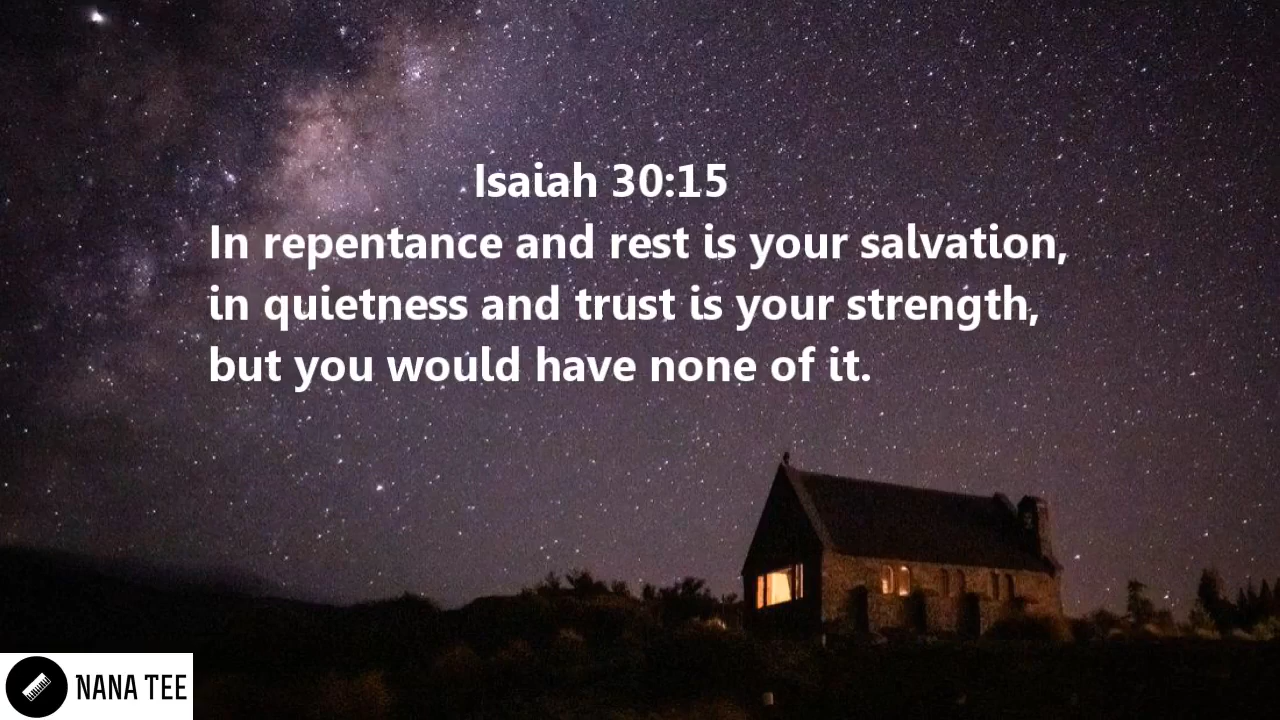 Isaiah 30:15
In repentance and rest is your salvation,
in quietness and trust is your strength,
but you would have none of it.
NANA TEE